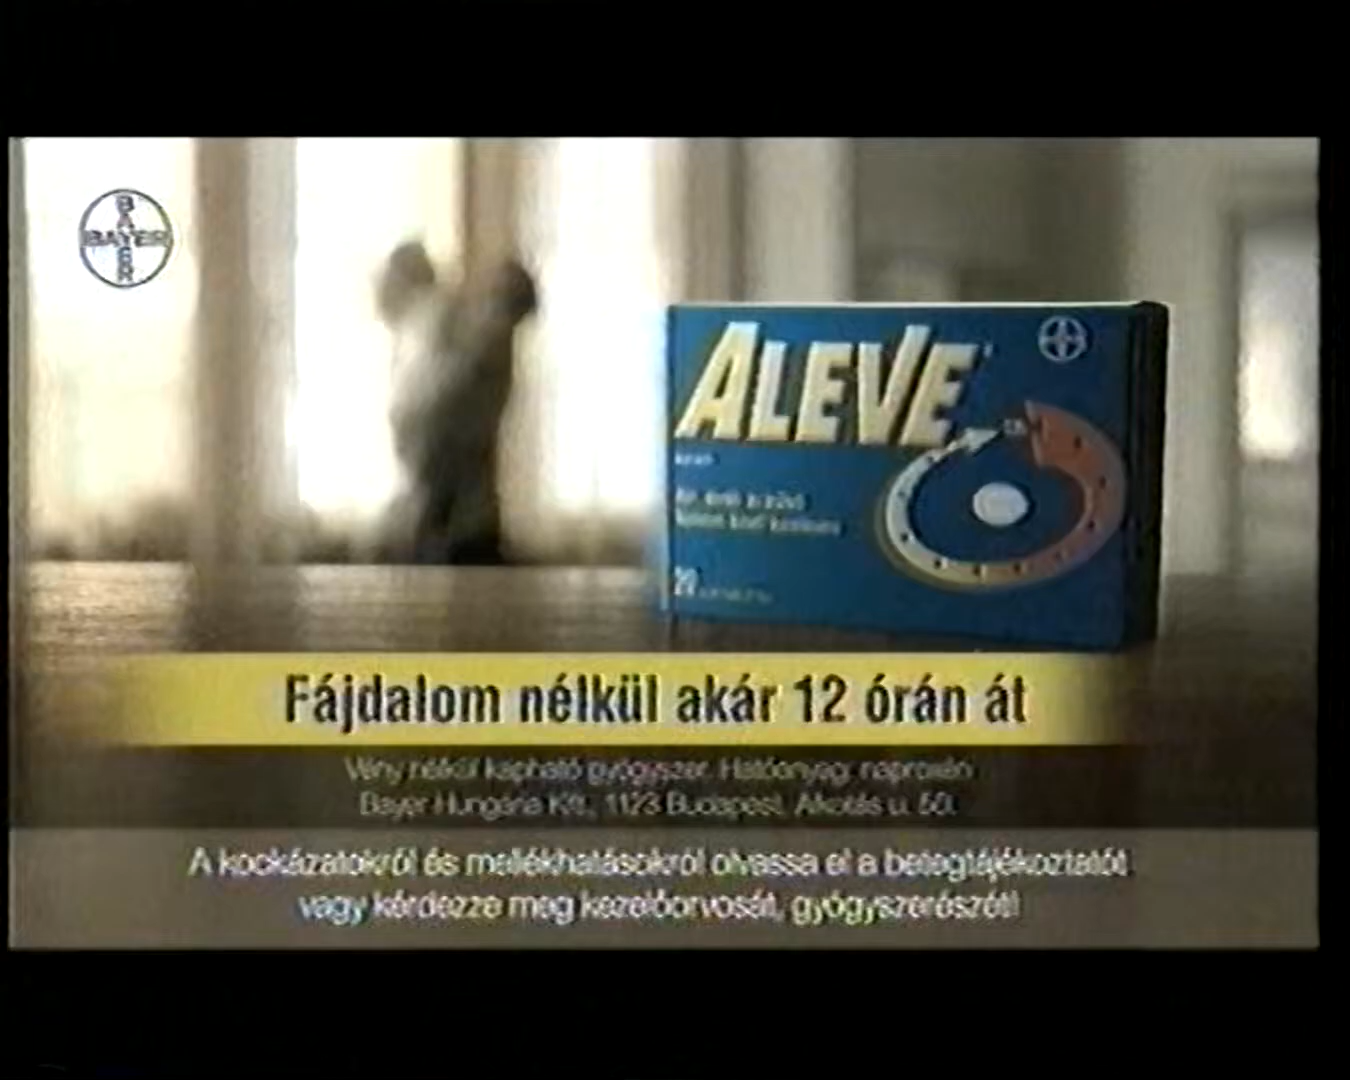 BAYER
BAYER
ALEVE
Fájdalom nélkül akár 12 órán át
Vény nélkül kapható gyógyszer. Hatóanyag: naproxén
Bayer Hungária Kft., 1123 Budapest, Alkotás u. 50.
A kockázatokról és mellékhatásokról olvassa el a betegtájékoztatót
vagy kérdezze meg kezelőorvosát, gyógyszerészét!